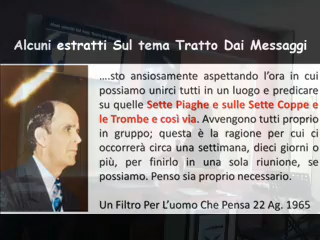 Alcuni estratti Sul tema Tratto Dai Messaggi
....sto ansiosamente aspettando l'ora in cui
possiamo unirci tutti in un luogo e predicare
su quelle Sette Piaghe e sulle Sette Coppe e
le Trombe e così via. Avvengono tutti proprio
in gruppo; questa è la ragione per cui ci
occorrerà circa una settimana, dieci giorni o
più, per finirlo in una sola riunione, se
possiamo. Penso sia proprio necessario.
Un Filtro Per L'uomo Che Pensa 22 Ag. 1965